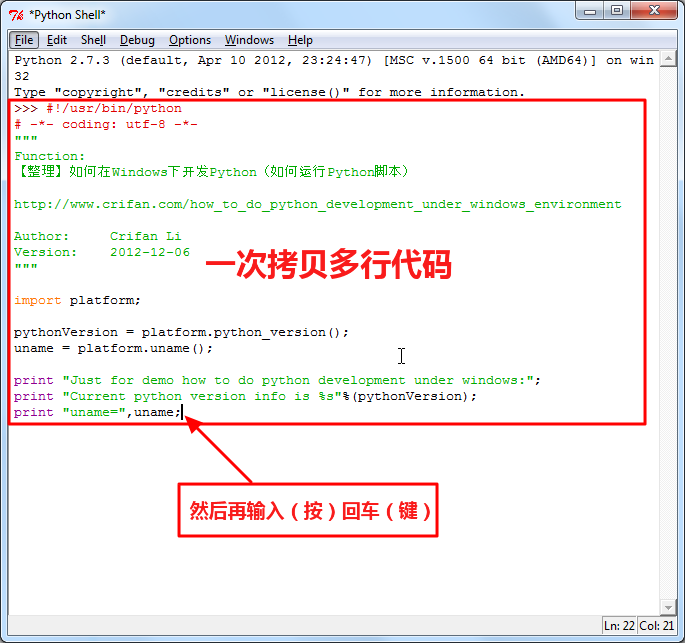 *Python Shell*
File Edit Shell Debug Options Windows Help
Python 2.7.3 (default, Apr 10 2012, 23:24:47) [MSC v.1500 64 bit (AMD64)] on win
32
Type "copyright", "credits" or "license()" for more information.
>>> #!/usr/bin/python
# -*- coding: utf-8 -*-
"""
Function:
【整理】如何在Windows下开发Python（如何运行Python脚本）
http://www.crifan.com/how_to_do_python_development_under_windows_environment
Author:     Crifan Li
Version:    2012-12-06
"""
一次拷贝多行代码
import platform;
pythonVersion = platform.python_version();
uname = platform.uname();
print "Just for demo how to do python development under windows:";
print "Current python version info is %s"%(pythonVersion);
print "uname=",uname;
然后再输入（按）回车（键）
Ln: 22 Col: 21